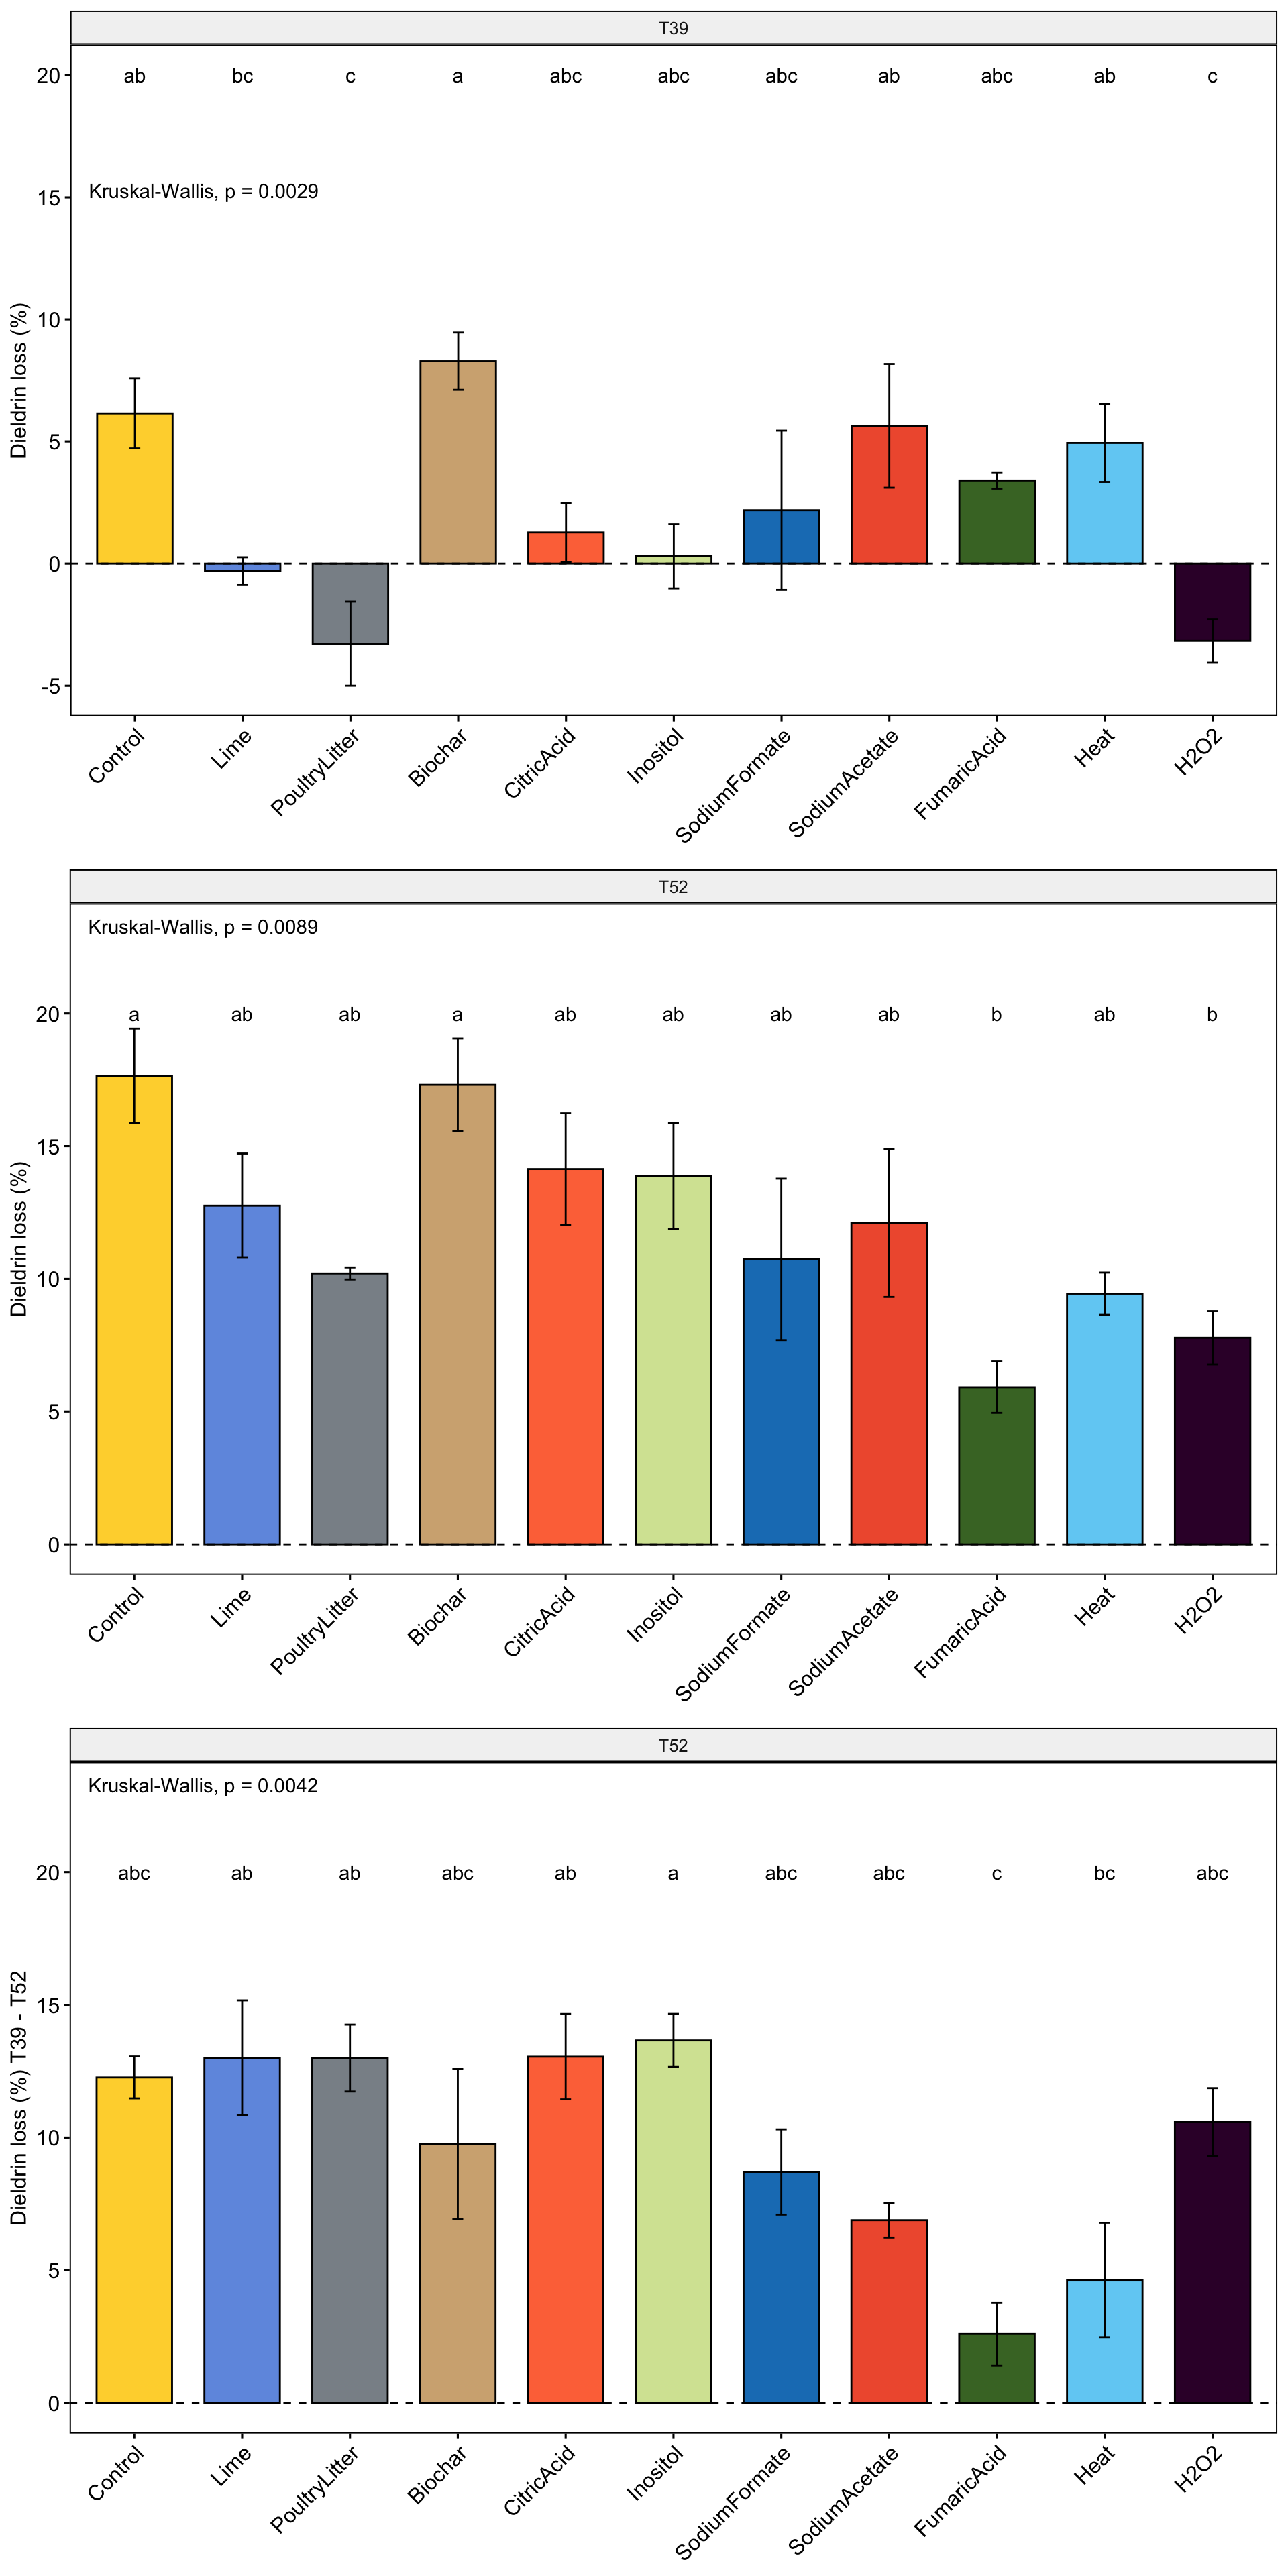 T39
20
ab bc c a abc abc abc ab abc ab c
Kruskal-Wallis, p = 0.0029
15
10
5
0
-5
Dieldrin loss (%)
Control Lime PoultryLitter Biochar CitricAcid Inositol SodiumFormate SodiumAcetate FumaricAcid Heat H2O2
T52
Kruskal-Wallis, p = 0.0089
20
a ab ab a ab ab ab ab b ab b
15
10
5
0
Dieldrin loss (%)
Control Lime PoultryLitter Biochar CitricAcid Inositol SodiumFormate SodiumAcetate FumaricAcid Heat H2O2
T52
Kruskal-Wallis, p = 0.0042
20
abc ab ab abc ab a abc abc c bc abc
15
10
5
0
Dieldrin loss (%) T39 - T52
Control Lime PoultryLitter Biochar CitricAcid Inositol SodiumFormate SodiumAcetate FumaricAcid Heat H2O2